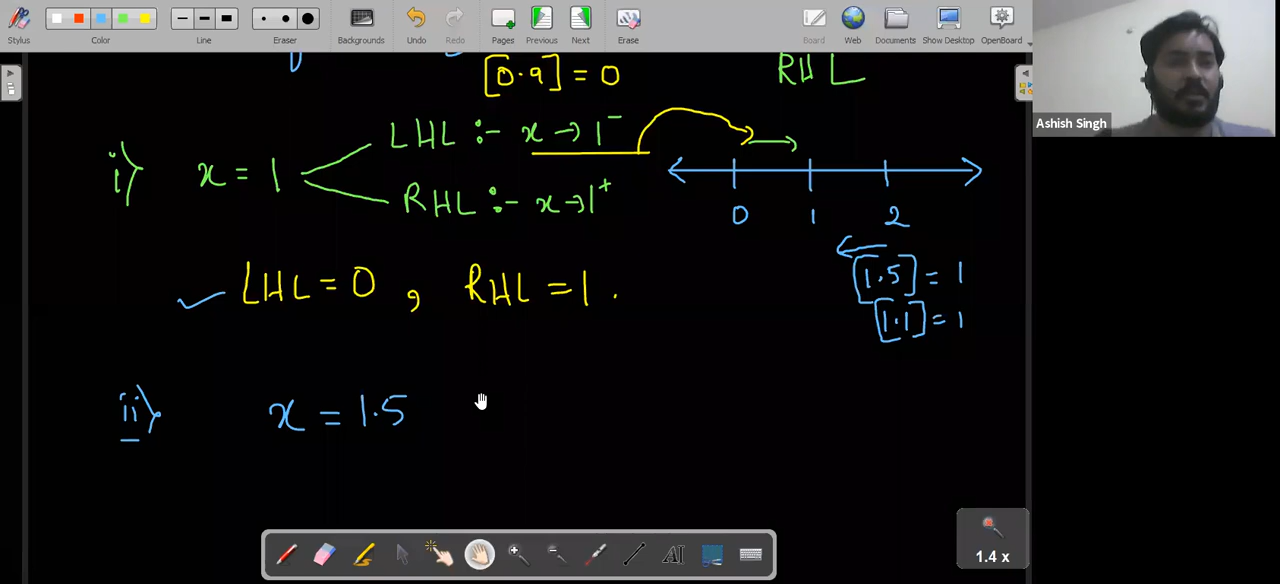 Stylus Color Line Eraser Backgrounds Undo Redo Pages Previous Next Erase Board Web Documents Show Desktop OpenBoard
[0.9] = 0
RHL
Ashish Singh
i) x = 1
LHL :- x → 1⁻
RHL :- x → 1⁺
0 1 2
LHL = 0 , RHL = 1 .
[1.5] = 1
[1.1] = 1
ii) x = 1.5
AI
1.4 x